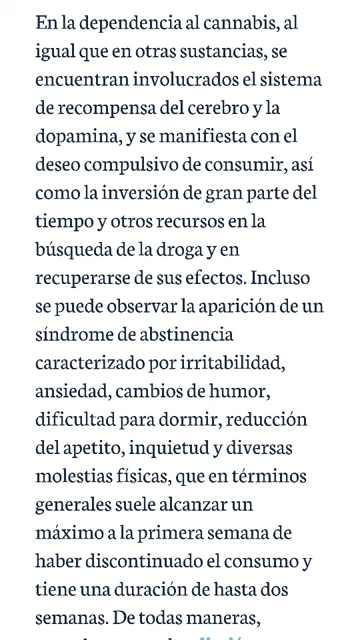 En la dependencia al cannabis, al
igual que en otras sustancias, se
encuentran involucrados el sistema
de recompensa del cerebro y la
dopamina, y se manifiesta con el
deseo compulsivo de consumir, así
como la inversión de gran parte del
tiempo y otros recursos en la
búsqueda de la droga y en
recuperarse de sus efectos. Incluso
se puede observar la aparición de un
síndrome de abstinencia
caracterizado por irritabilidad,
ansiedad, cambios de humor,
dificultad para dormir, reducción
del apetito, inquietud y diversas
molestias físicas, que en términos
generales suele alcanzar un
máximo a la primera semana de
haber discontinuado el consumo y
tiene una duración de hasta dos
semanas. De todas maneras,